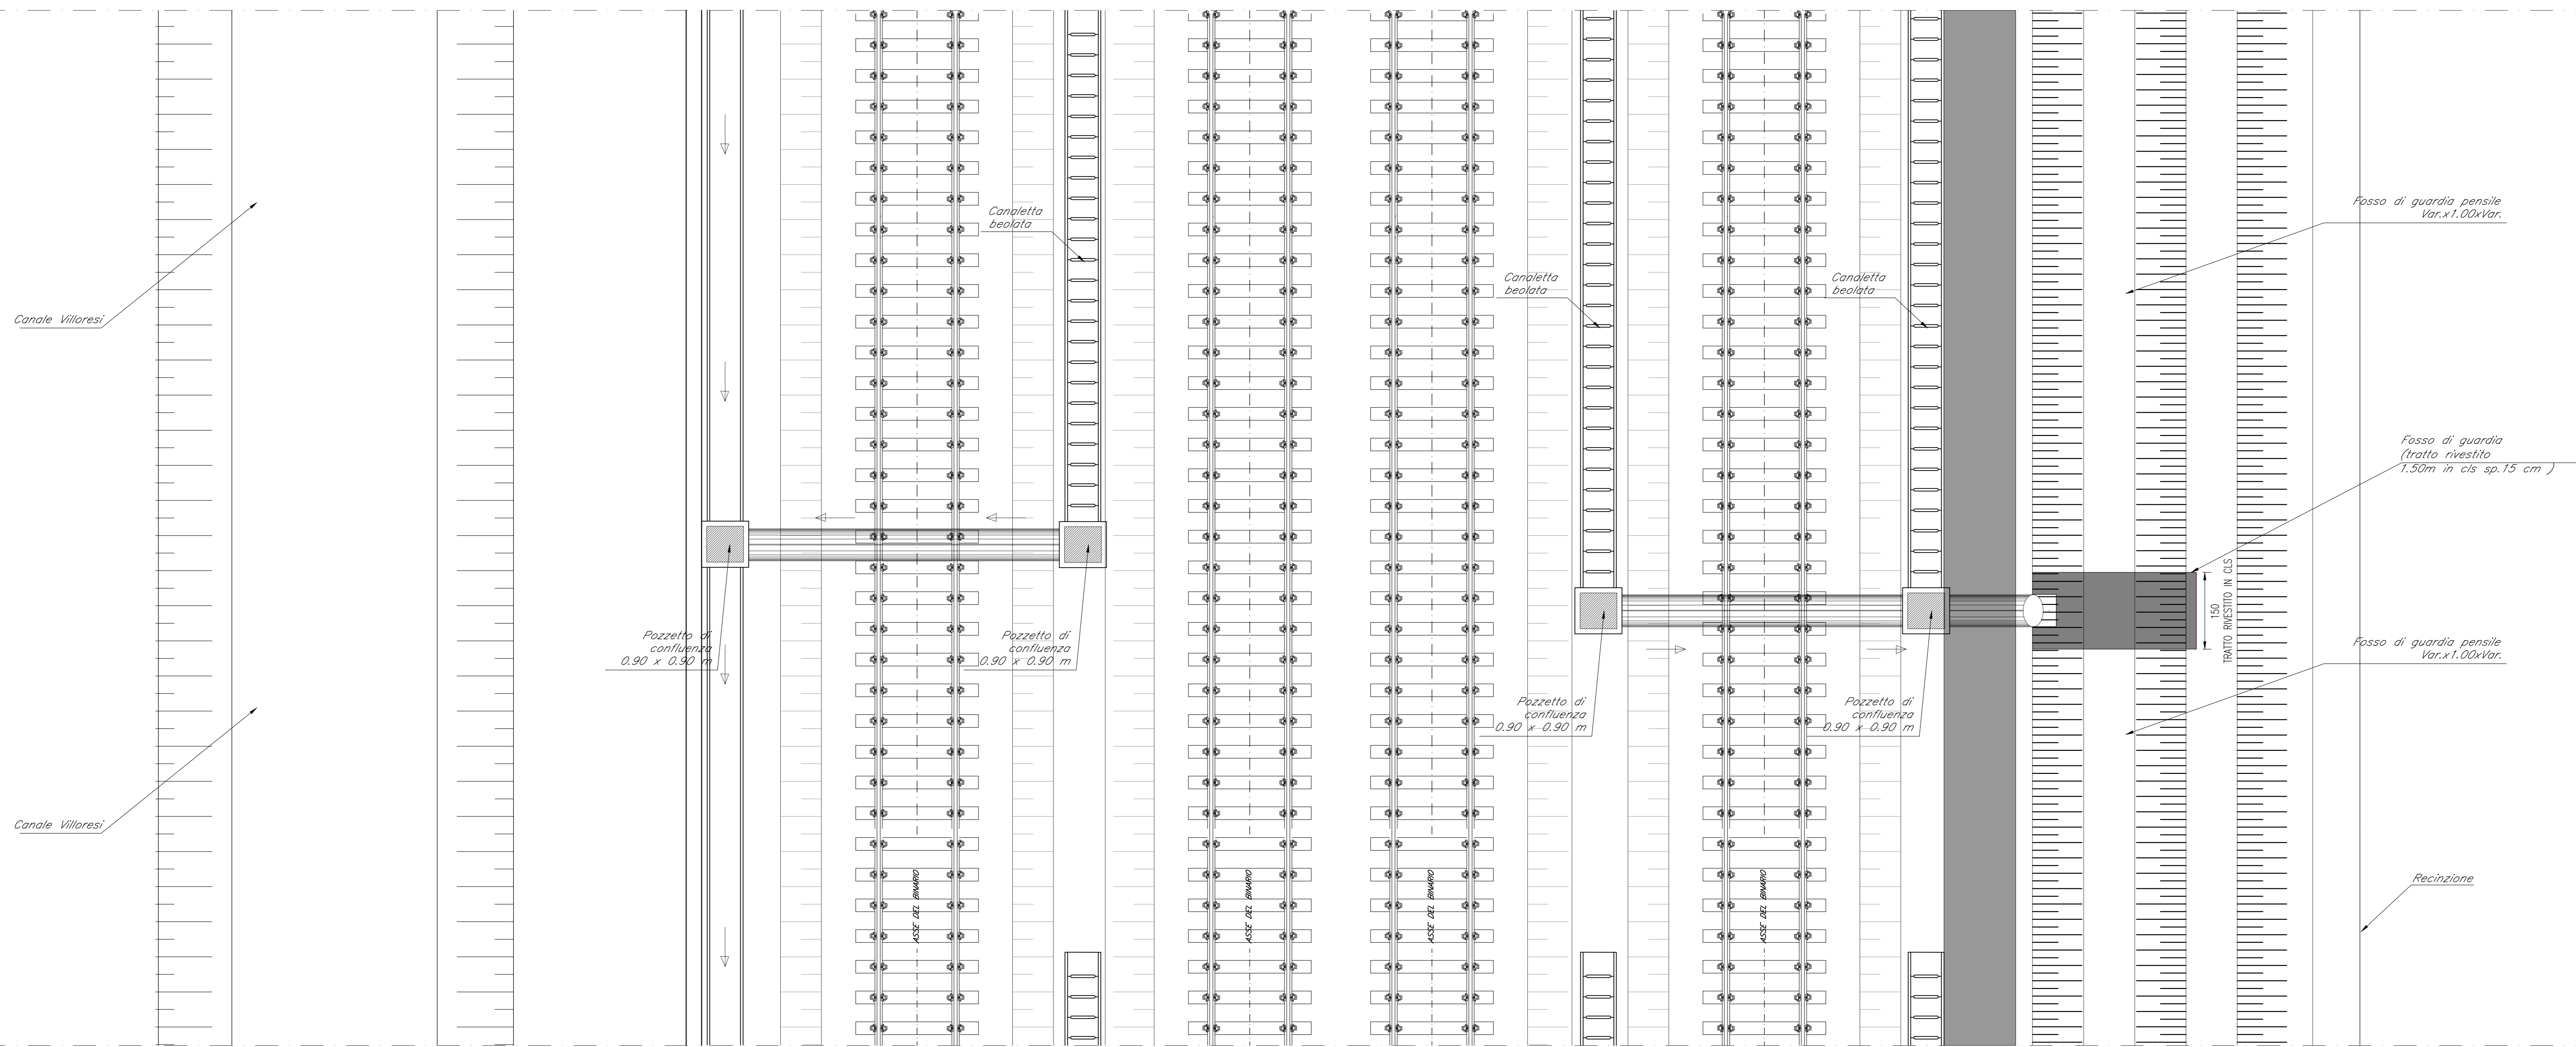 Canaletta
beolata
Fosso di guardia pensile
Var.x1.00xVar.
Canaletta
beolata
Canaletta
beolata
Canale Villoresi
Fosso di guardia
(tratto rivestito
1.50m in cls sp.15 cm )
150
TRATTO RIVESTITO IN CLS
Pozzetto di
confluenza
0.90 x 0.90 m
Pozzetto di
confluenza
0.90 x 0.90 m
Fosso di guardia pensile
Var.x1.00xVar.
Pozzetto di
confluenza
0.90 x 0.90 m
Pozzetto di
confluenza
0.90 x 0.90 m
Canale Villoresi
ASSE DEL BINARIO
ASSE DEL BINARIO
ASSE DEL BINARIO
ASSE DEL BINARIO
Recinzione